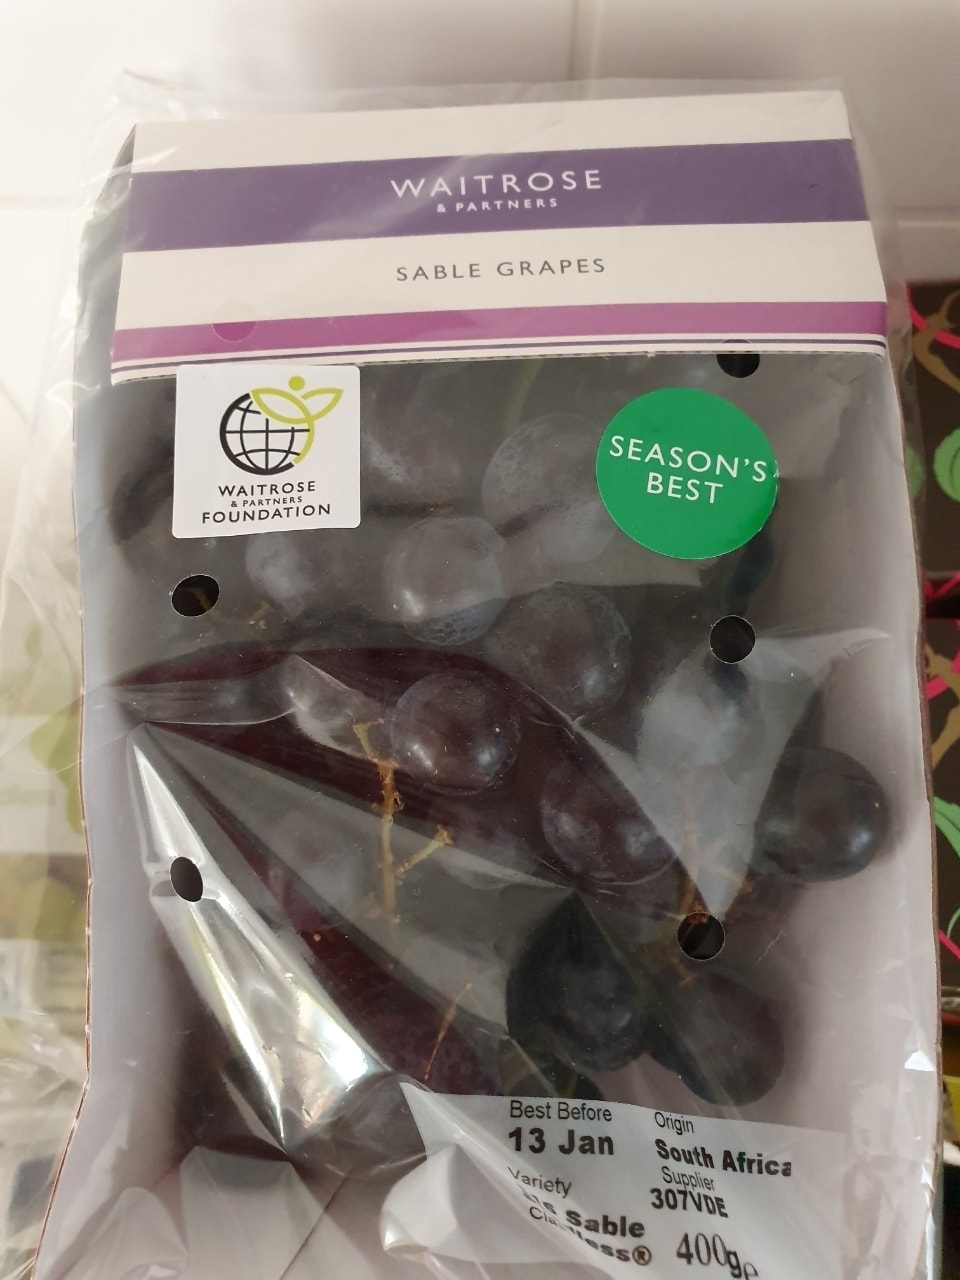 WAITROSE
& PARTNERS
SABLE GRAPES
WAITROSE
& PARTNERS
FOUNDATION
SEASON'S
BEST
Best Before
13 Jan
Origin
South Africa
Supplier
307VDE
Variety
Sable
400g